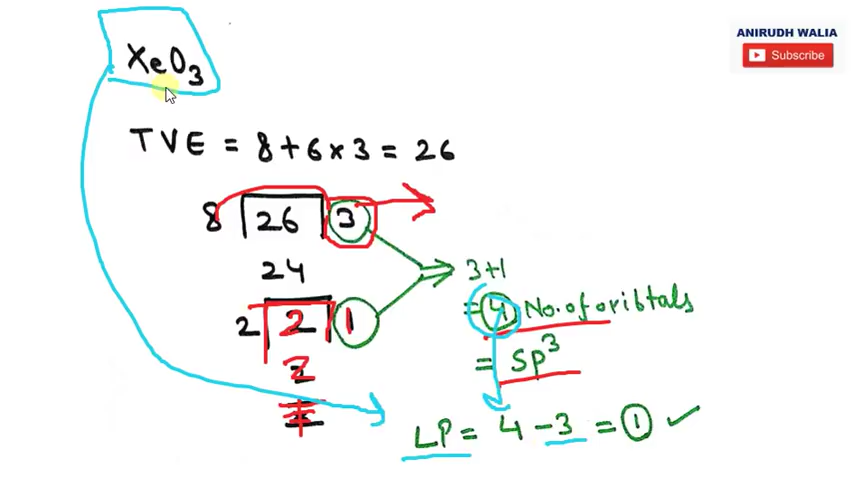 ANIRUDH WALIA
Subscribe
XeO3
TVE = 8+6×3 = 26
8 26 3
24
2 2 1
2
3+1
= 4 No. of oribtals
= SP³
LP = 4 - 3 = 1 ✓